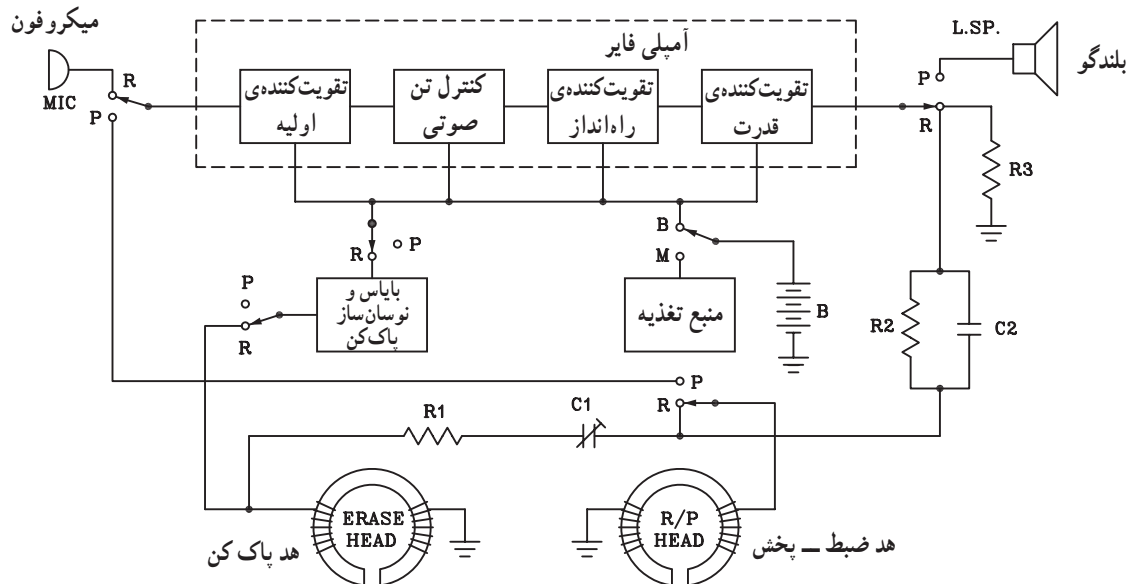 میکروفون
MIC
R
P
آمپلی فایر
تقویت‌کننده‌ی
اولیه
کنترل تن
صوتی
تقویت‌کننده‌ی
راه‌انداز
تقویت‌کننده‌ی
قدرت
L.SP.
بلندگو
P
R
R3
R
P
B
M
بایاس و
نوسان‌ساز
پاک‌کن
منبع تغذیه
B
P
R
R2
C2
P
R
R1
C1
ERASE
HEAD
هد پاک کن
R/P
HEAD
هد ضبط ــ پخش